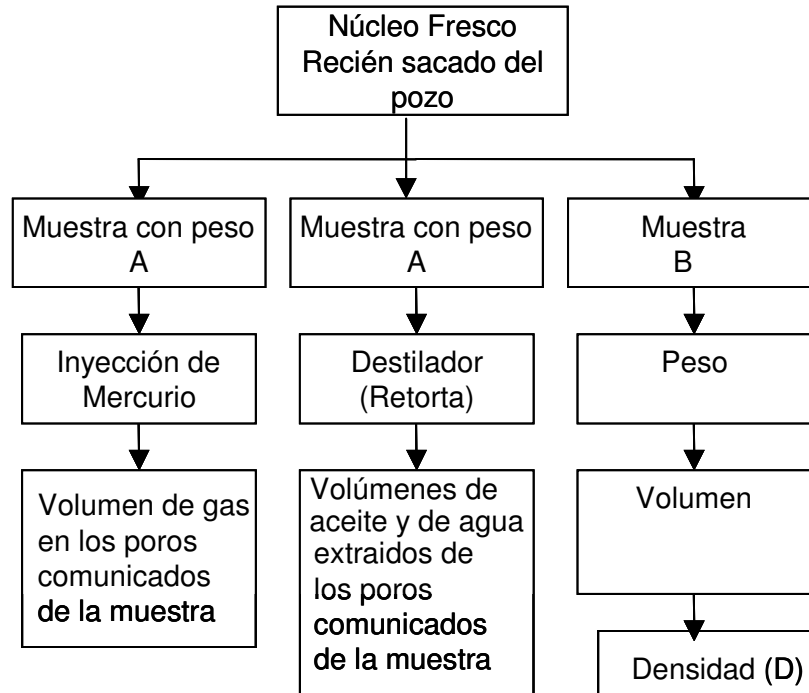 Núcleo Fresco
Recién sacado del
pozo
Muestra con peso
A
Muestra con peso
A
Muestra
B
Inyección de
Mercurio
Destilador
(Retorta)
Peso
Volumen de gas
en los poros
comunicados
de la muestra
Volúmenes de
aceite y de agua
extraidos de
los poros
comunicados
de la muestra
Volumen
Densidad (D)